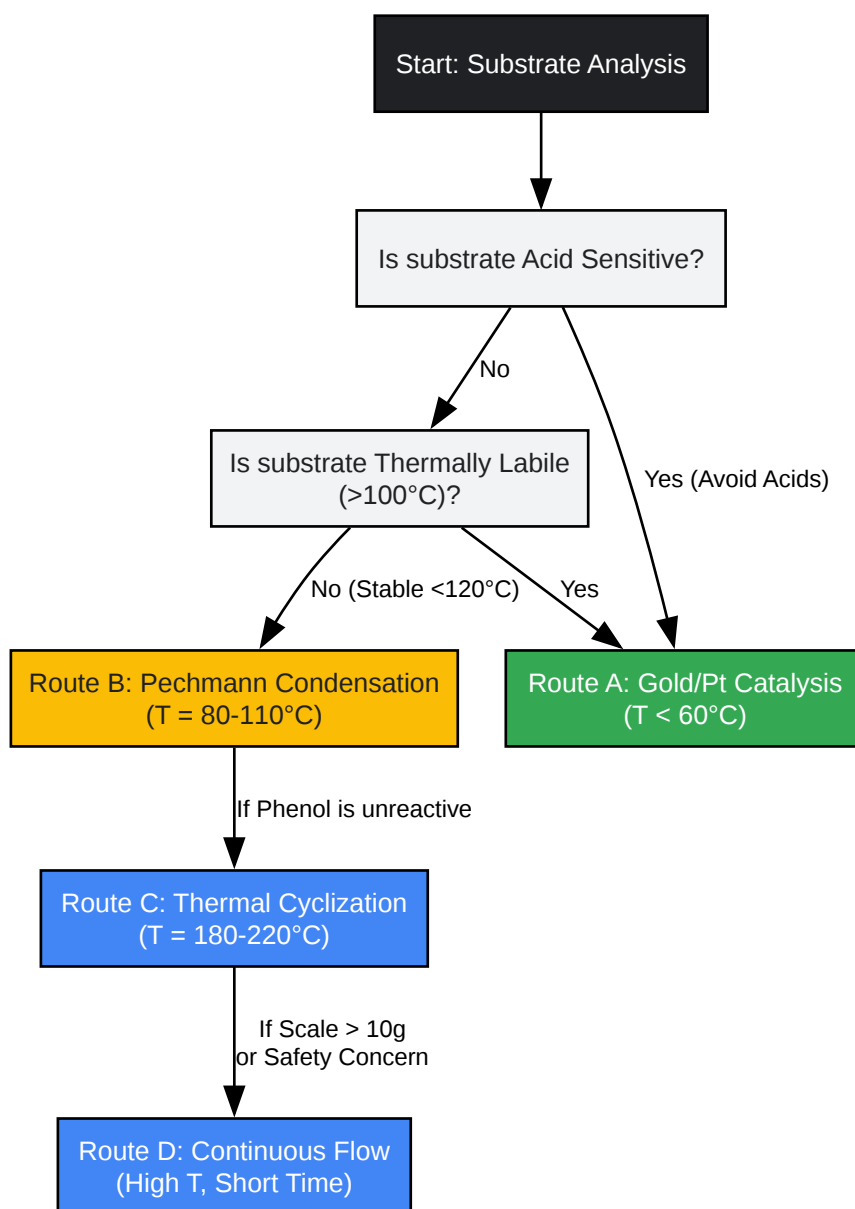 Start: Substrate Analysis
Is substrate Acid Sensitive?
No
Is substrate Thermally Labile
(>100°C)?
Yes (Avoid Acids)
No (Stable <120°C)
Yes
Route B: Pechmann Condensation
(T = 80-110°C)
Route A: Gold/Pt Catalysis
(T < 60°C)
If Phenol is unreactive
Route C: Thermal Cyclization
(T = 180-220°C)
If Scale > 10g
or Safety Concern
Route D: Continuous Flow
(High T, Short Time)